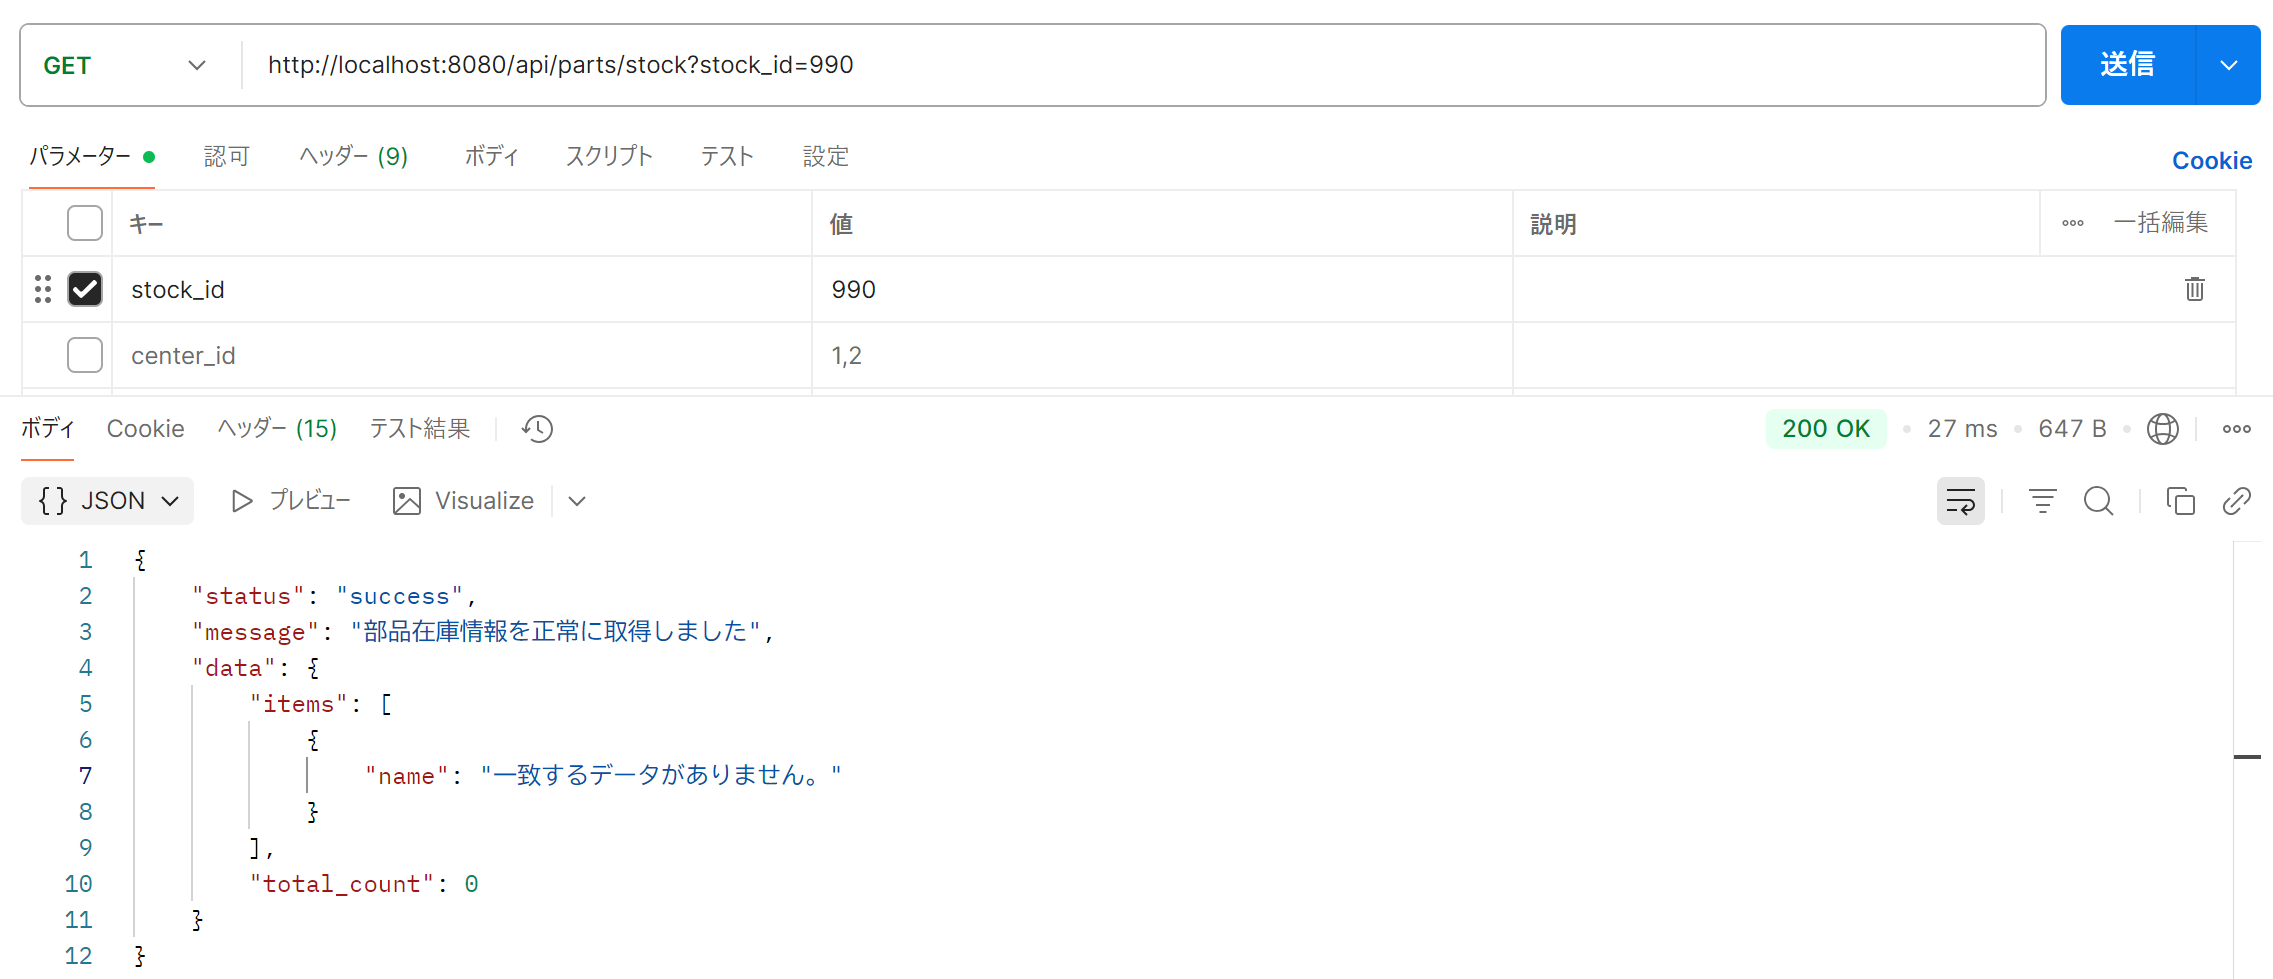 GET http://localhost:8080/api/parts/stock?stock_id=990 送信
パラメーター 認可 ヘッダー (9) ボディ スクリプト テスト 設定 Cookie
キー 値 説明 一括編集
stock_id 990
center_id 1,2
ボディ Cookie ヘッダー (15) テスト結果 200 OK 27 ms 647 B
{} JSON プレビュー Visualize
1 {
2 "status": "success",
3 "message": "部品在庫情報を正常に取得しました",
4 "data": {
5 "items": [
6 {
7 "name": "一致するデータがありません。"
8 }
9 ],
10 "total_count": 0
11 }
12 }